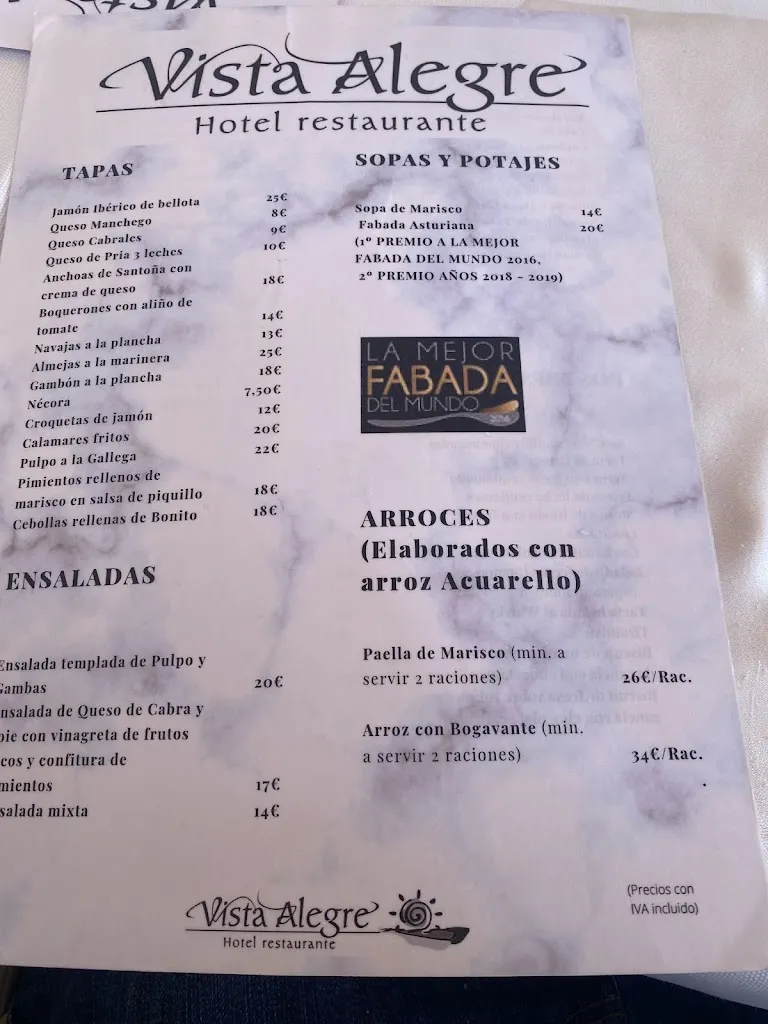 Vista Alegre
Hotel restaurante
TAPAS
Jamón Ibérico de bellota 25€
Queso Manchego 8€
Queso Cabrales 9€
Queso de Pria 3 leches 10€
Anchoas de Santoña con
crema de queso 18€
Boquerones con aliño de
tomate 14€
Navajas a la plancha 13€
Almejas a la marinera 25€
Gambón a la plancha 18€
Nécora 7,50€
Croquetas de jamón 12€
Calamares fritos 20€
Pulpo a la Gallega 22€
Pimientos rellenos de
marisco en salsa de piquillo 18€
Cebollas rellenas de Bonito 18€
ENSALADAS
Ensalada templada de Pulpo y
Gambas 20€
nsalada de Queso de Cabra y
pie con vinagreta de frutos
cos y confitura de
mientos 17€
salada mixta 14€
SOPAS Y POTAJES
Sopa de Marisco 14€
Fabada Asturiana 20€
(1º PREMIO A LA MEJOR
FABADA DEL MUNDO 2016,
2º PREMIO AÑOS 2018 - 2019)
LA MEJOR
FABADA
DEL MUNDO
2016
ARROCES
(Elaborados con
arroz Acuarello)
Paella de Marisco (min. a
servir 2 raciones) 26€/Rac.
Arroz con Bogavante (min.
a servir 2 raciones) 34€/Rac.
.
Vista Alegre
Hotel restaurante
(Precios con
IVA incluido)